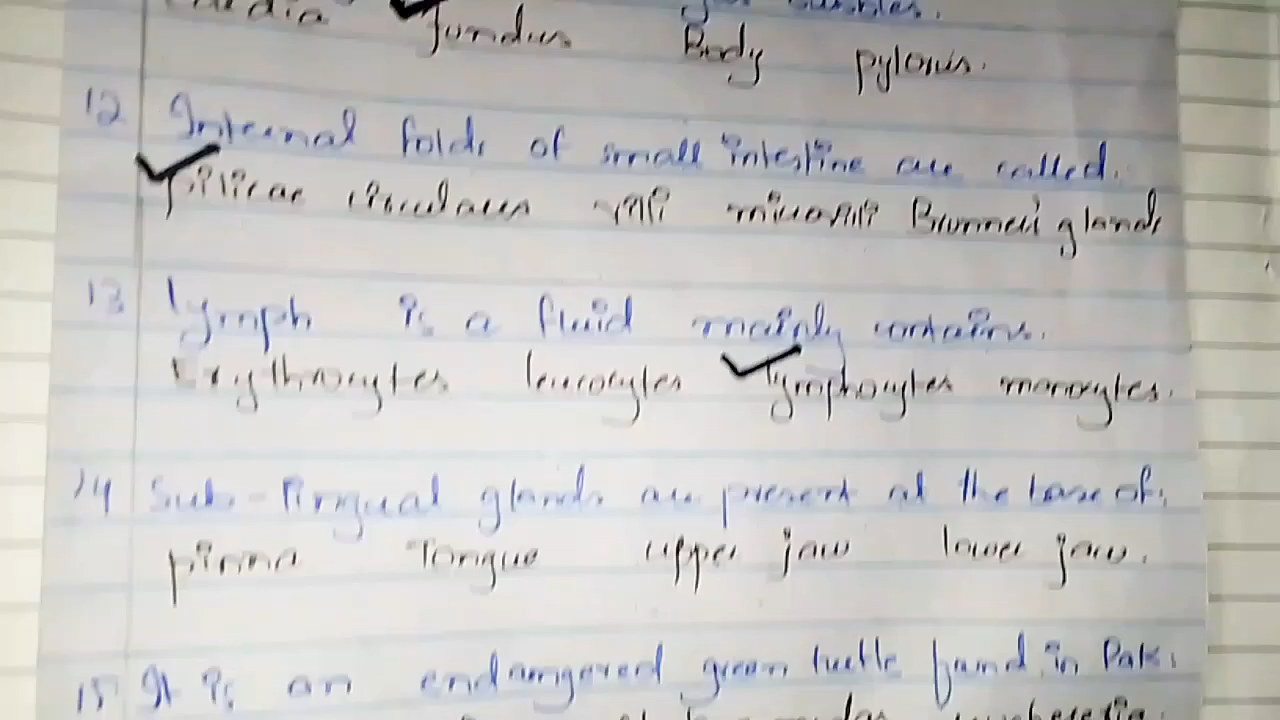 Fundus Body pylorus.
12 Internal folds of small intestine are called.
plicae circulares villi microvilli Brunner's glands
13 lymph is a fluid mainly contains.
Erythrocytes leucocytes lymphocytes monocytes.
14 Sub-lingual glands are present at the base of:
pinna Tongue upper jaw lower jaw.
15 It is an endangered green turtle found in Pak: